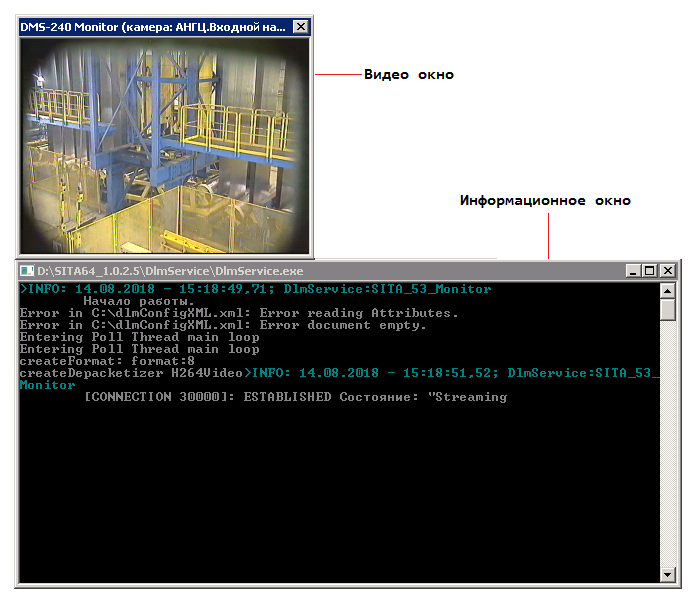 DMS-240 Monitor (камера: АНГЦ.Входной на...
Видео окно
Информационное окно
D:\SITA64_1.0.2.5\DlmService\DlmService.exe
>INFO: 14.08.2018 - 15:18:49,71; DlmService:SITA_53_Monitor
Начало работы.
Error in C:\dlmConfigXML.xml: Error reading Attributes.
Error in C:\dlmConfigXML.xml: Error document empty.
Entering Poll Thread main loop
Entering Poll Thread main loop
createFormat: format:8
createDepacketizer H264Video>INFO: 14.08.2018 - 15:18:51,52; DlmService:SITA_53_
Monitor
[CONNECTION 30000]: ESTABLISHED Состояние: "Streaming